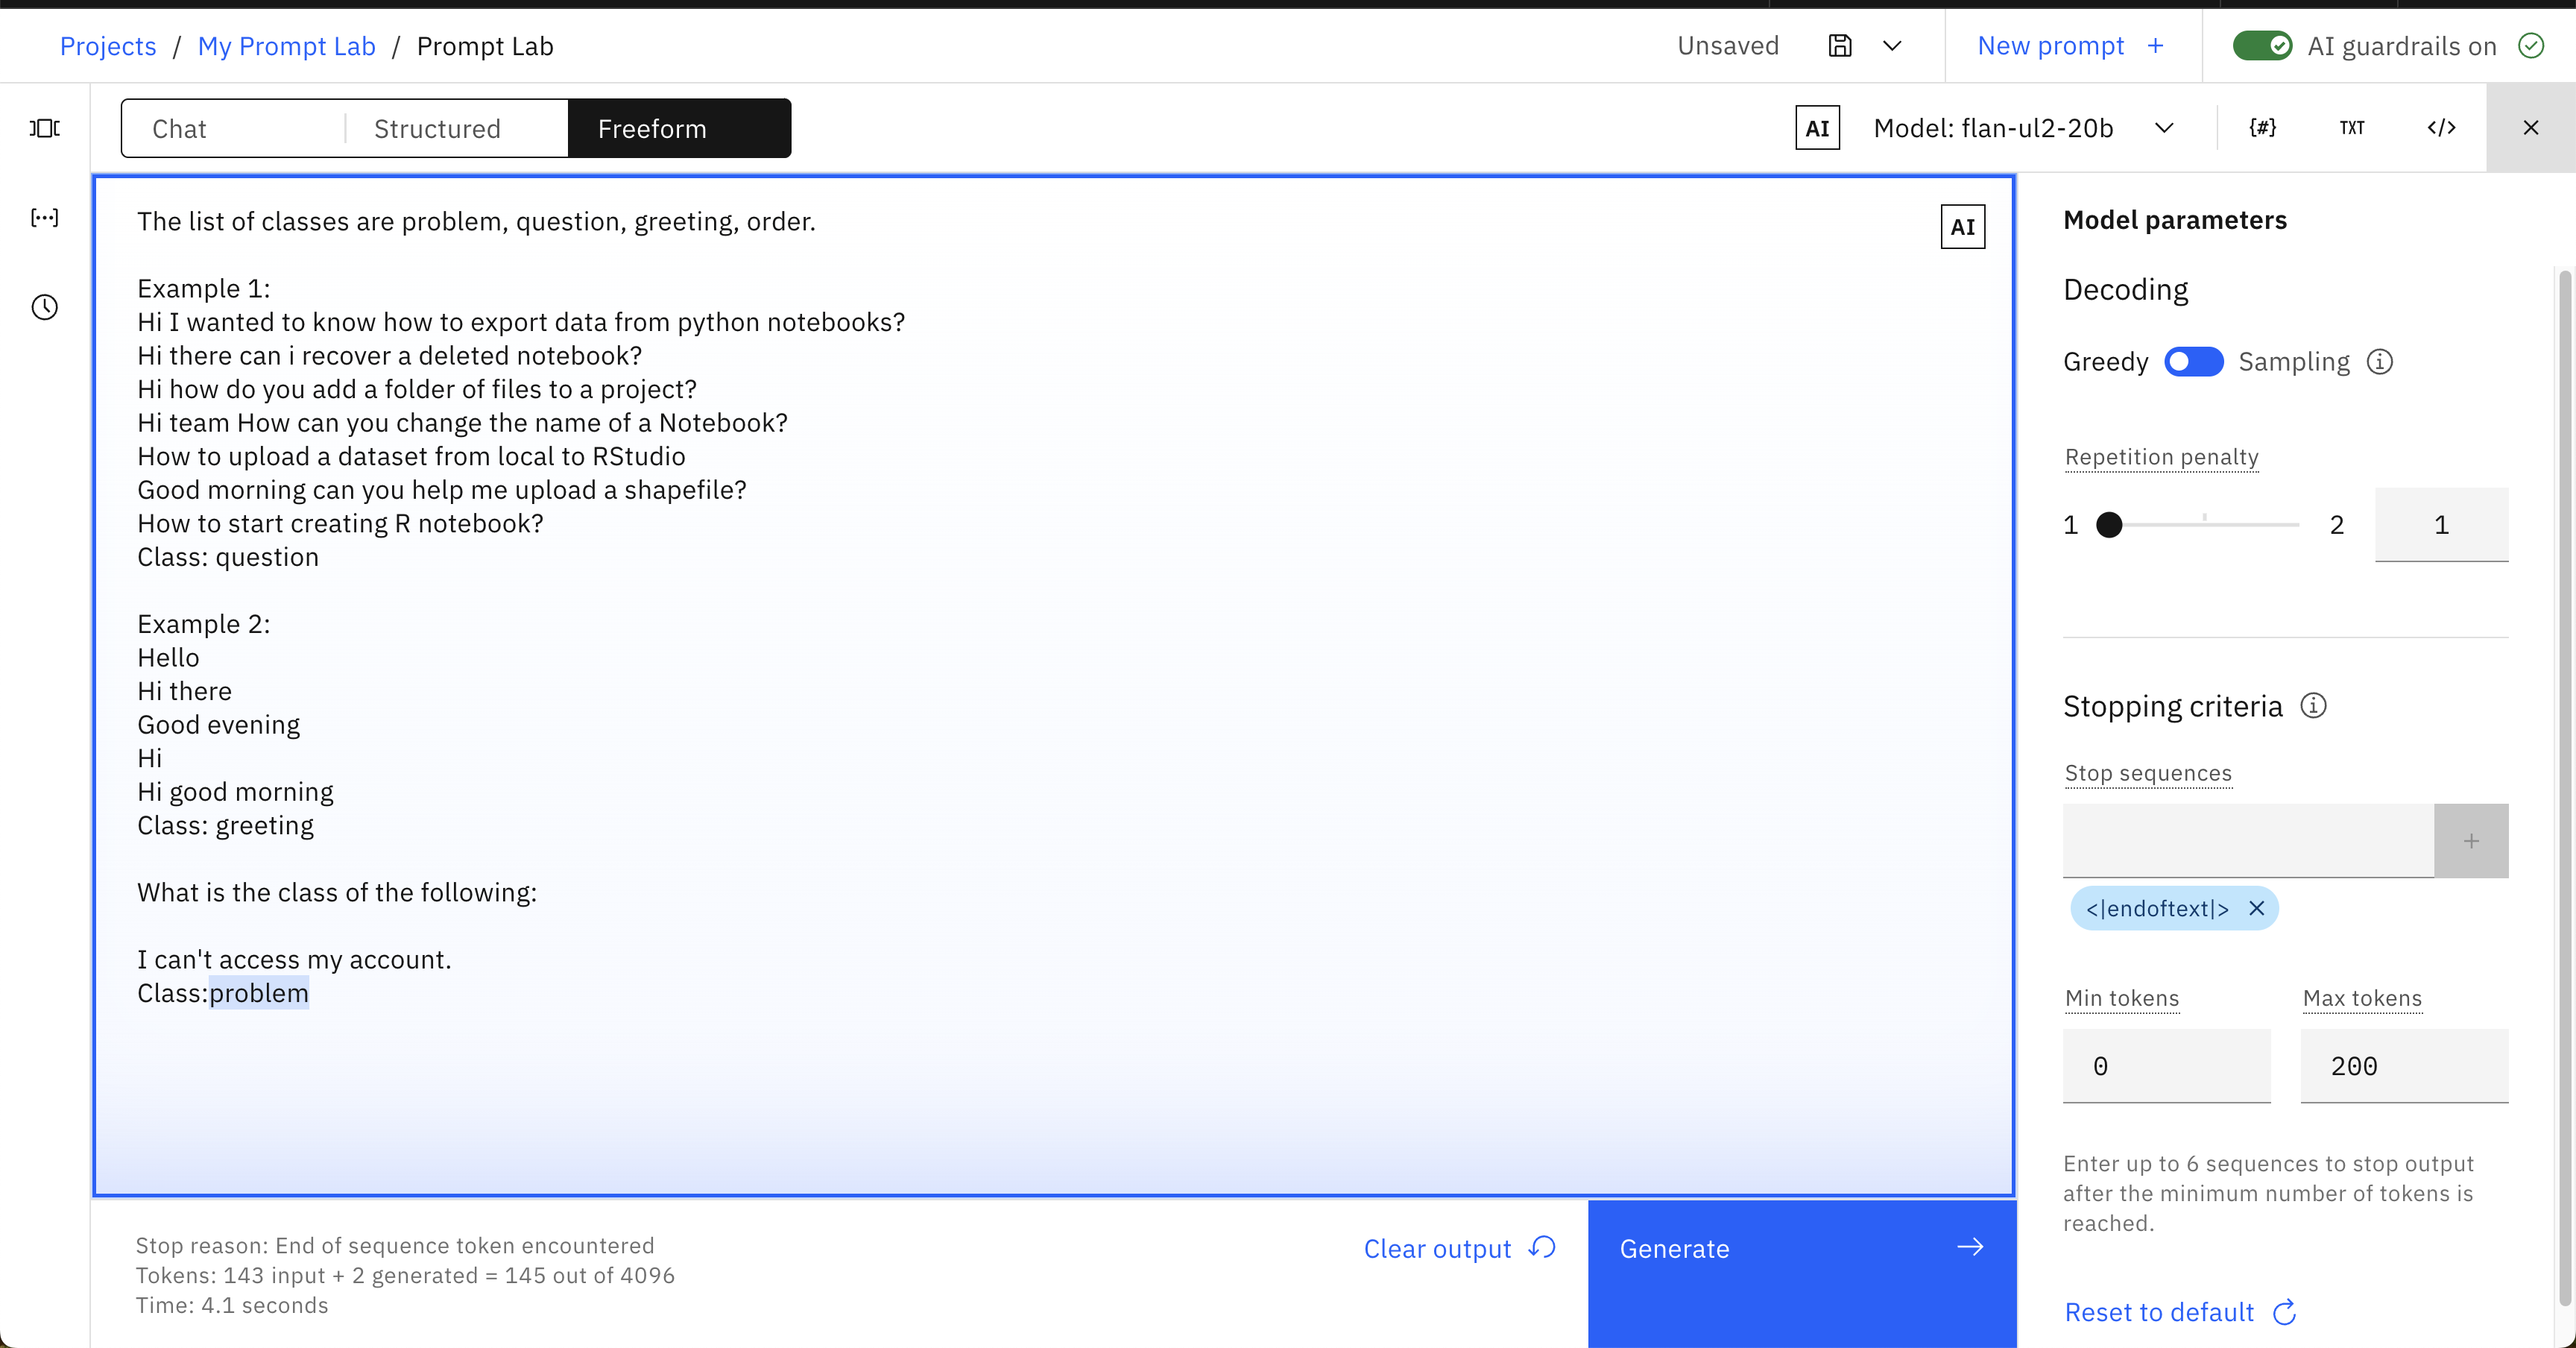 Projects / My Prompt Lab / Prompt Lab
Unsaved
New prompt +
AI guardrails on
Chat
Structured
Freeform
AI
Model: flan-ul2-20b
{#}
TXT
</>
The list of classes are problem, question, greeting, order.
AI
Example 1:
Hi I wanted to know how to export data from python notebooks?
Hi there can i recover a deleted notebook?
Hi how do you add a folder of files to a project?
Hi team How can you change the name of a Notebook?
How to upload a dataset from local to RStudio
Good morning can you help me upload a shapefile?
How to start creating R notebook?
Class: question
Example 2:
Hello
Hi there
Good evening
Hi
Hi good morning
Class: greeting
What is the class of the following:
I can't access my account.
Class:problem
Stop reason: End of sequence token encountered
Tokens: 143 input + 2 generated = 145 out of 4096
Time: 4.1 seconds
Clear output
Generate
Model parameters
Decoding
Greedy
Sampling
Repetition penalty
1
2
1
Stopping criteria
Stop sequences
+
<|endoftext|>
Min tokens
Max tokens
0
200
Enter up to 6 sequences to stop output
after the minimum number of tokens is
reached.
Reset to default